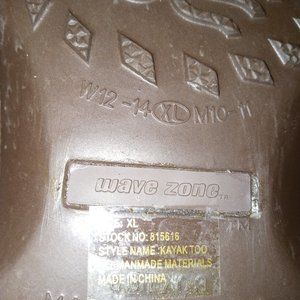 W12-14 XL M10-11
wave zone™
XL
STOCK NO: 815616
STYLE NAME: KAYAK TOO
MANMADE MATERIALS
MADE IN CHINA